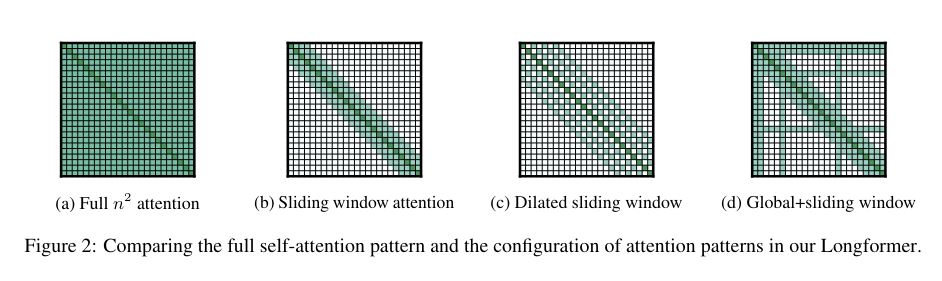 (a) Full n² attention
(b) Sliding window attention
(c) Dilated sliding window
(d) Global+sliding window
Figure 2: Comparing the full self-attention pattern and the configuration of attention patterns in our Longformer.